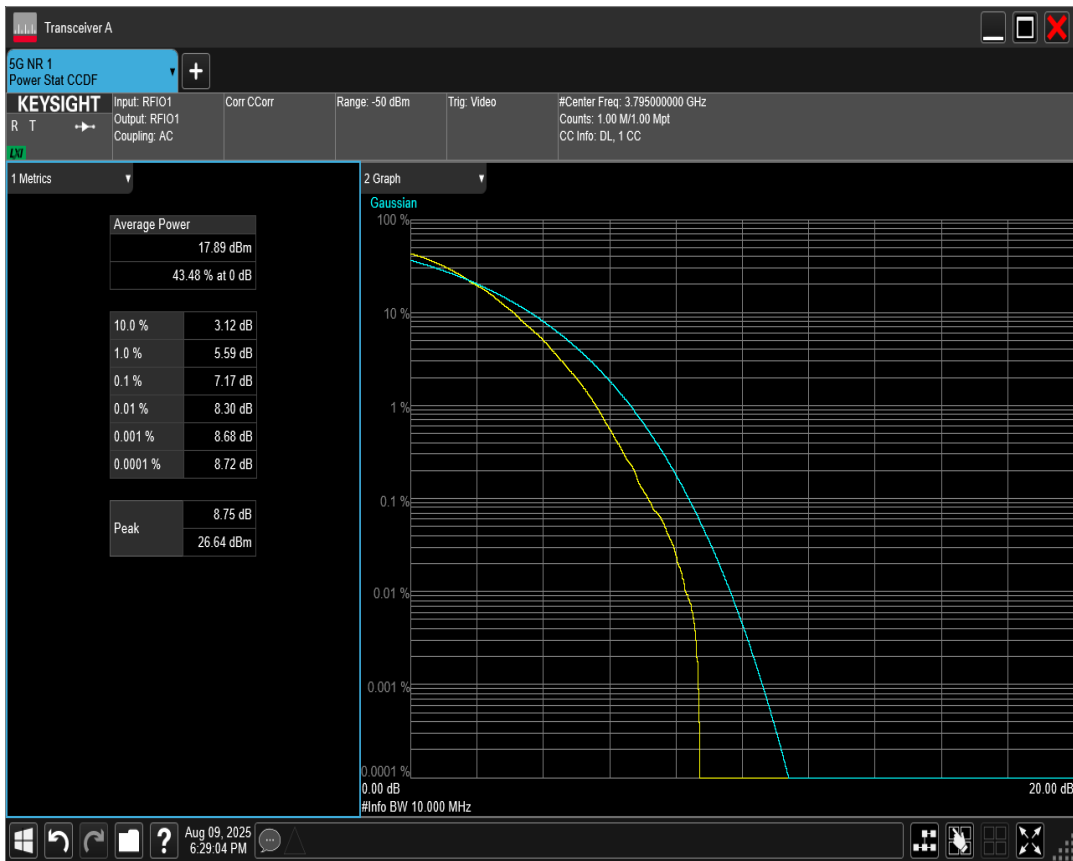 Transceiver A
5G NR 1
Power Stat CCDF
+
KEYSIGHT
R T
LXI
Input: RFIO1
Output: RFIO1
Coupling: AC
Corr CCorr
Range: -50 dBm
Trig: Video
#Center Freq: 3.795000000 GHz
Counts: 1.00 M/1.00 Mpt
CC Info: DL, 1 CC
1 Metrics
Average Power
17.89 dBm
43.48 % at 0 dB
10.0 % 3.12 dB
1.0 % 5.59 dB
0.1 % 7.17 dB
0.01 % 8.30 dB
0.001 % 8.68 dB
0.0001 % 8.72 dB
Peak
8.75 dB
26.64 dBm
2 Graph
Gaussian
100 %
10 %
1 %
0.1 %
0.01 %
0.001 %
0.0001 %
0.00 dB 20.00 dB
#Info BW 10.000 MHz
?
Aug 09, 2025
6:29:04 PM